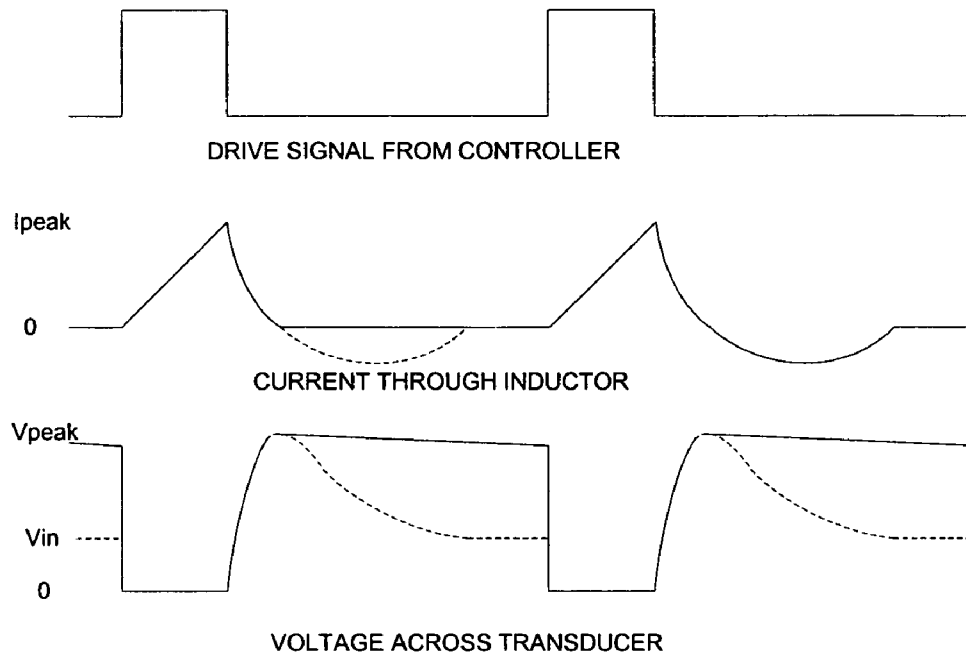 DRIVE SIGNAL FROM CONTROLLER
Ipeak
0
CURRENT THROUGH INDUCTOR
Vpeak
Vin
0
VOLTAGE ACROSS TRANSDUCER